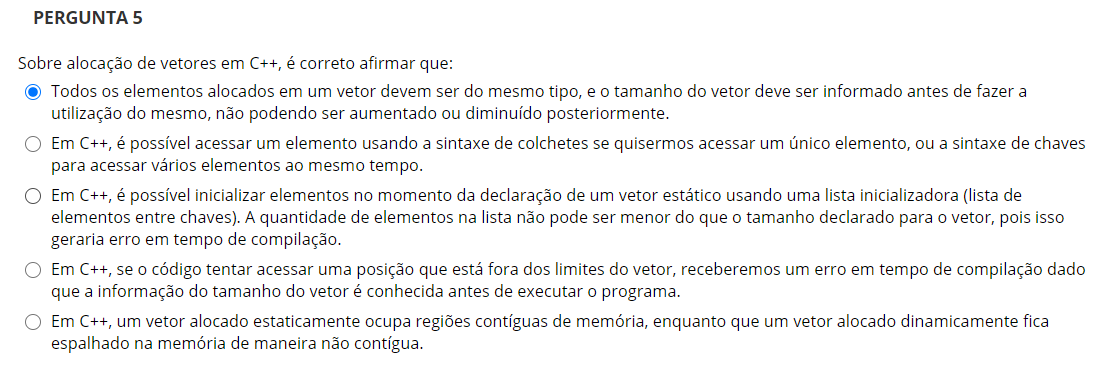 PERGUNTA 5
Sobre alocação de vetores em C++, é correto afirmar que:
Todos os elementos alocados em um vetor devem ser do mesmo tipo, e o tamanho do vetor deve ser informado antes de fazer a
utilização do mesmo, não podendo ser aumentado ou diminuído posteriormente.
Em C++, é possível acessar um elemento usando a sintaxe de colchetes se quisermos acessar um único elemento, ou a sintaxe de chaves
para acessar vários elementos ao mesmo tempo.
Em C++, é possível inicializar elementos no momento da declaração de um vetor estático usando uma lista inicializadora (lista de
elementos entre chaves). A quantidade de elementos na lista não pode ser menor do que o tamanho declarado para o vetor, pois isso
geraria erro em tempo de compilação.
Em C++, se o código tentar acessar uma posição que está fora dos limites do vetor, receberemos um erro em tempo de compilação dado
que a informação do tamanho do vetor é conhecida antes de executar o programa.
Em C++, um vetor alocado estaticamente ocupa regiões contíguas de memória, enquanto que um vetor alocado dinamicamente fica
espalhado na memória de maneira não contígua.